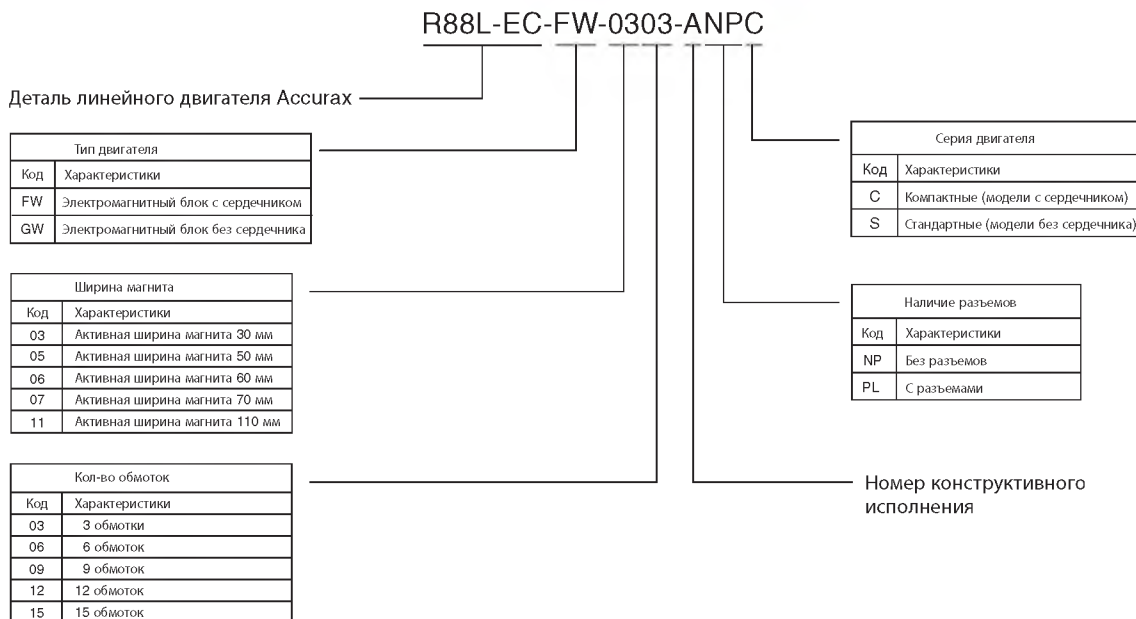 R88L-EC-FW-0303-ANPC
Деталь линейного двигателя Accurax
Тип двигателя
Код Характеристики
FW Электромагнитный блок с сердечником
GW Электромагнитный блок без сердечника
Ширина магнита
Код Характеристики
03 Активная ширина магнита 30 мм
05 Активная ширина магнита 50 мм
06 Активная ширина магнита 60 мм
07 Активная ширина магнита 70 мм
11 Активная ширина магнита 110 мм
Кол-во обмоток
Код Характеристики
03 3 обмотки
06 6 обмоток
09 9 обмоток
12 12 обмоток
15 15 обмоток
Серия двигателя
Код Характеристики
C Компактные (модели с сердечником)
S Стандартные (модели без сердечника)
Наличие разъемов
Код Характеристики
NP Без разъемов
PL С разъемами
Номер конструктивного
исполнения